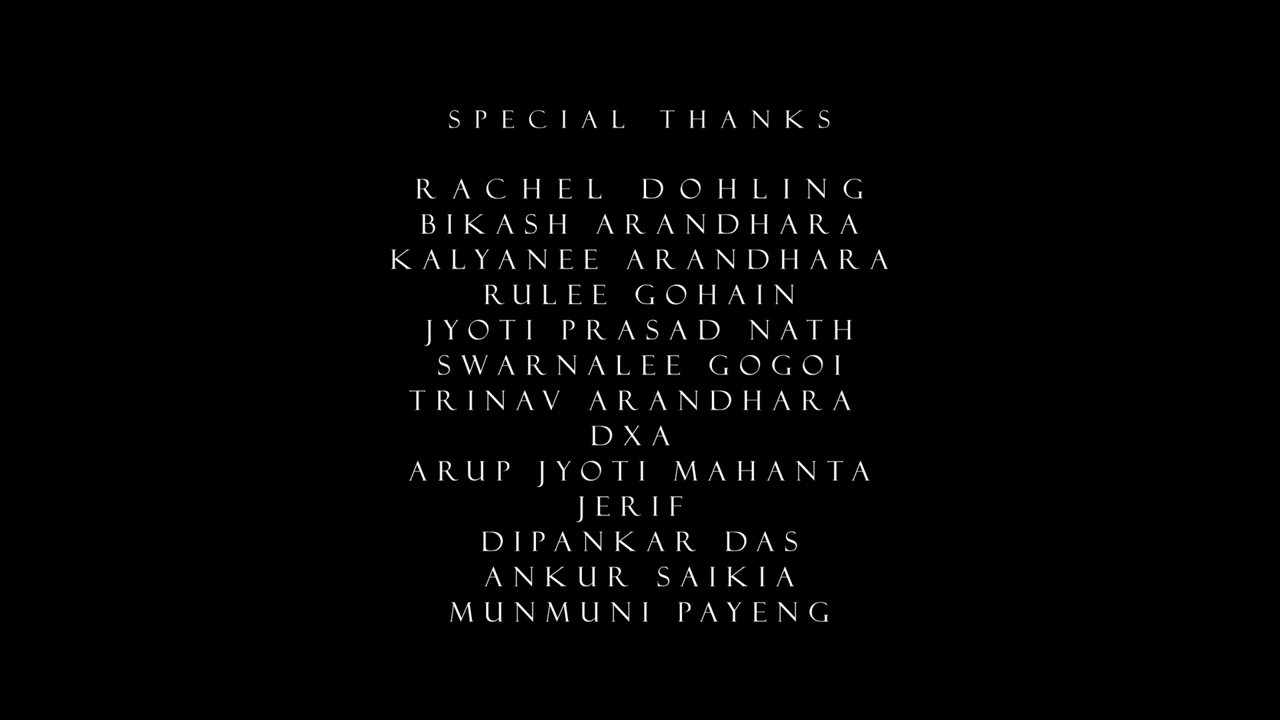 SPECIAL THANKS
RACHEL DOHLING
BIKASH ARANDHARA
KALYANEE ARANDHARA
RULEE GOHAIN
JYOTI PRASAD NATH
SWARNALEE GOGOI
TRINAV ARANDHARA
DXA
ARUP JYOTI MAHANTA
JERIF
DIPANKAR DAS
ANKUR SAIKIA
MUNMUNI PAYENG